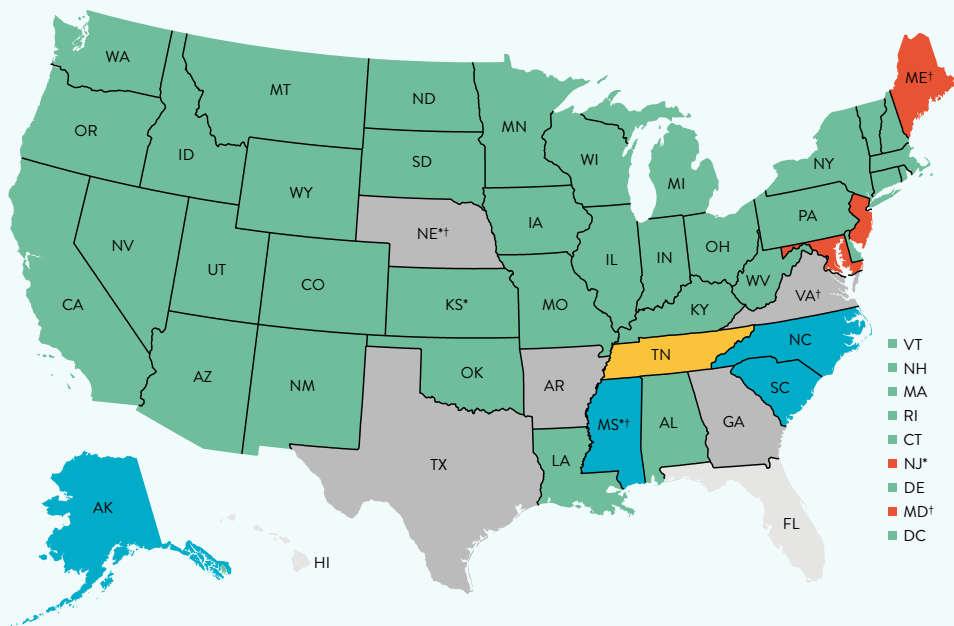 WA
ME†
MT
ND
MN
OR
ID
SD
WI
NY
MI
WY
PA
IA
NE*†
OH
NV
IL
IN
UT
CO
WV
CA
KS*
MO
VA†
KY
NC
TN
VT
NH
AZ
NM
OK
AR
SC
MA
RI
MS*†
AL
GA
CT
TX
LA
NJ*
DE
AK
MD†
FL
DC
HI